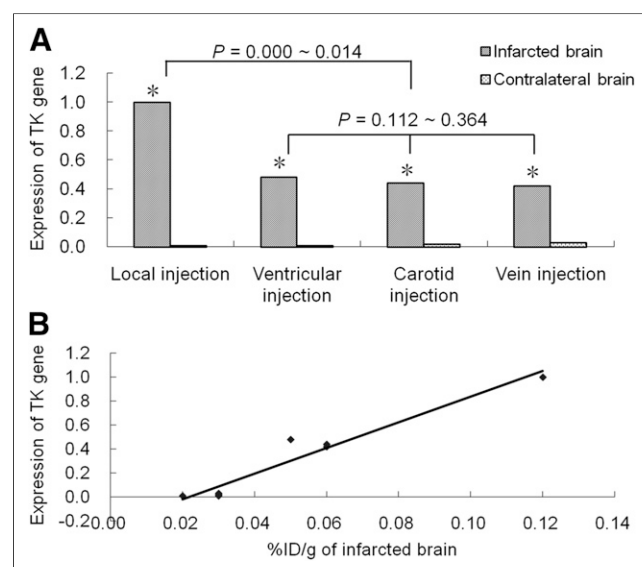 A
P = 0.000 ~ 0.014
Infarcted brain
Contralateral brain
P = 0.112 ~ 0.364
Expression of TK gene
1.2
1.0
0.8
0.6
0.4
0.2
0.0
*
*
*
*
Local injection
Ventricular
injection
Carotid
injection
Vein injection
B
Expression of TK gene
1.2
1.0
0.8
0.6
0.4
0.2
0.0
-0.20
0.00
0.02
0.04
0.06
0.08
0.10
0.12
0.14
%ID/g of infarcted brain